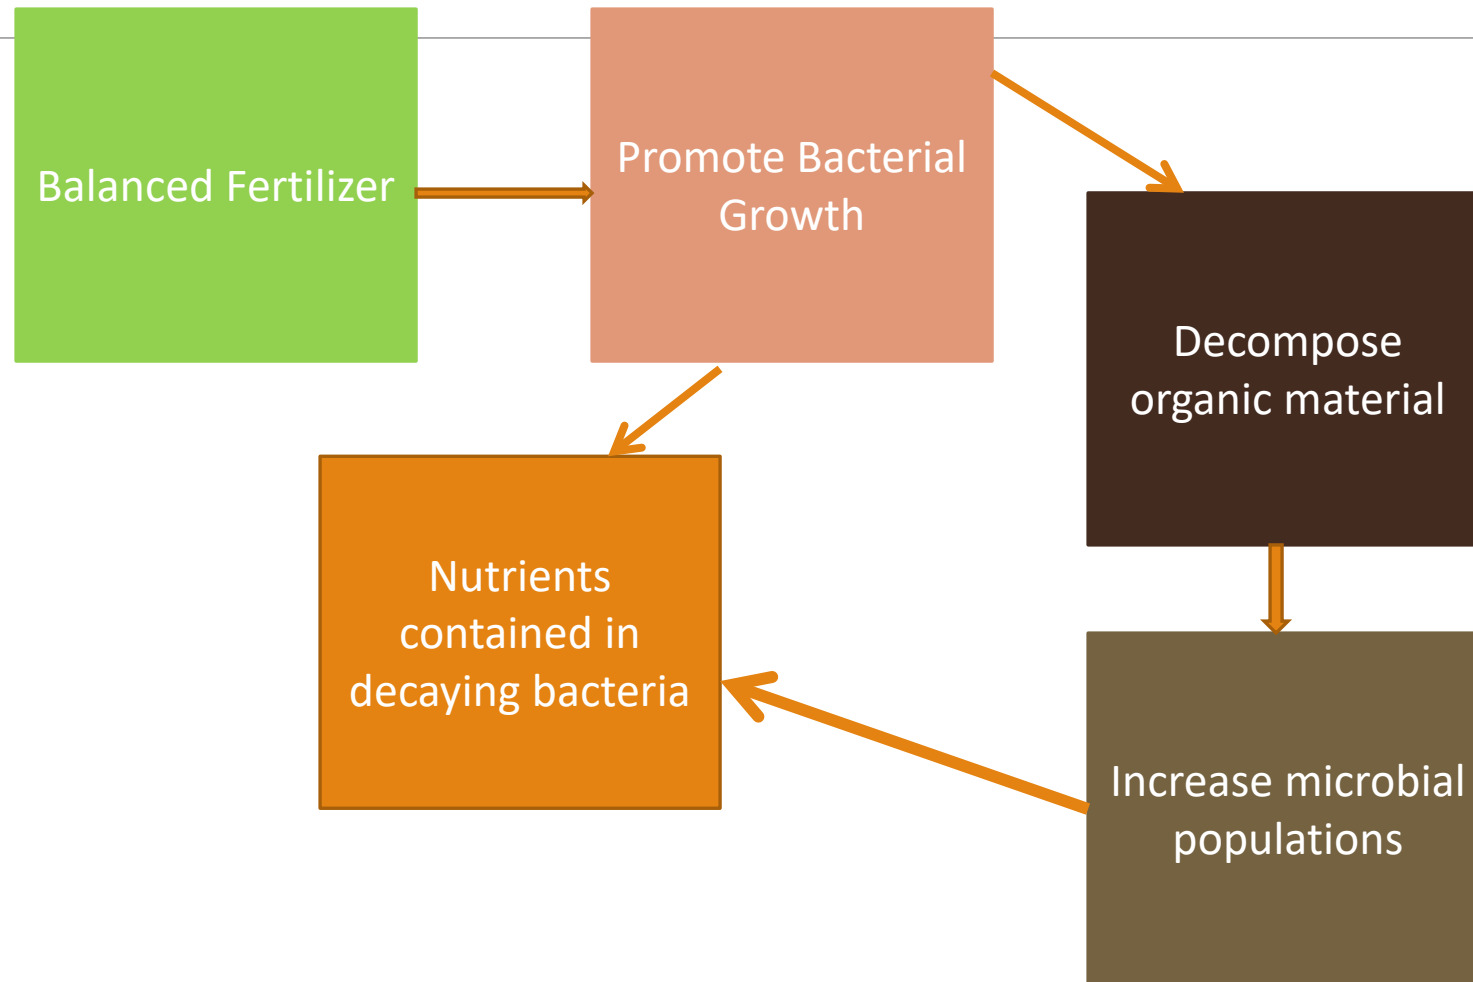 Balanced Fertilizer
Promote Bacterial
Growth
Decompose
organic material
Nutrients
contained in
decaying bacteria
Increase microbial
populations